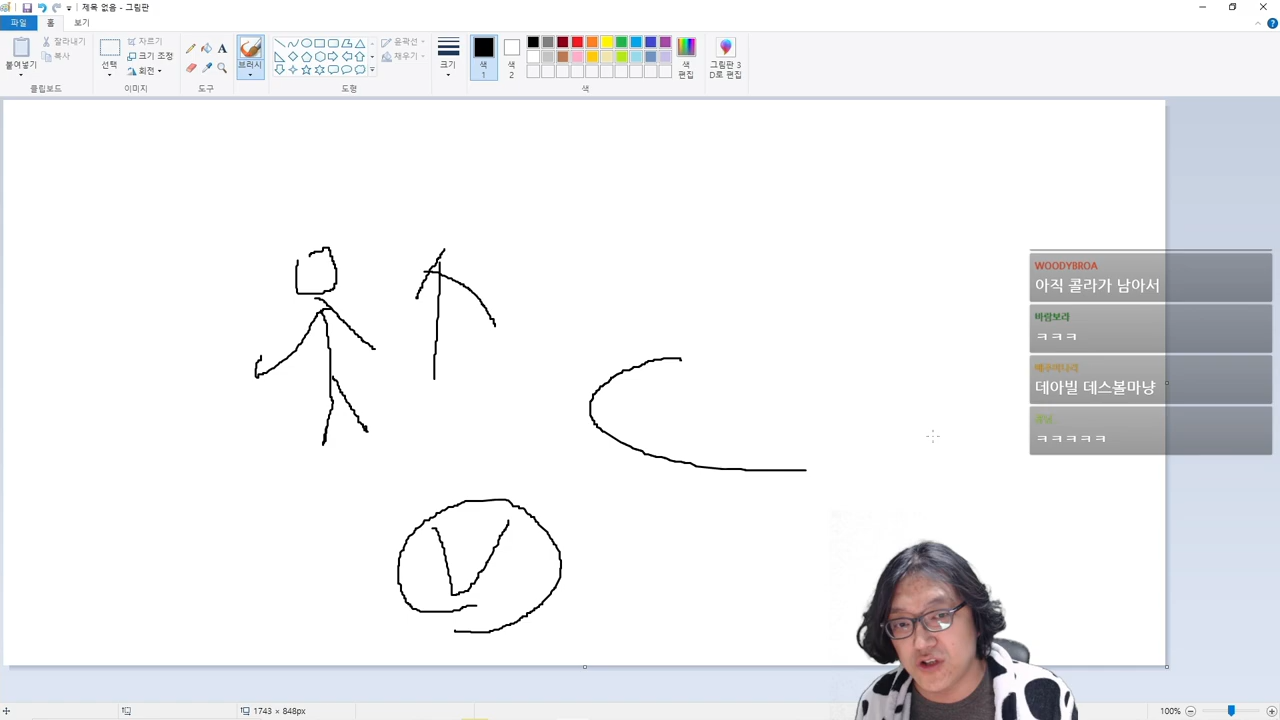 제목 없음 - 그림판
파일
홈
보기
붙여넣기
잘라내기
복사
클립보드
선택
자르기
크기 조정
회전
이미지
A
도구
브러시
윤곽선
채우기
도형
크기
색 1
색 2
색
색 편집
그림판 3D로 편집
WOODYBROA
아직 콜라가 남아서
바람보라
ㅋㅋㅋ
데아빌 데스볼마냥
ㅋㅋㅋㅋㅋ
V
1743 × 848px
100%